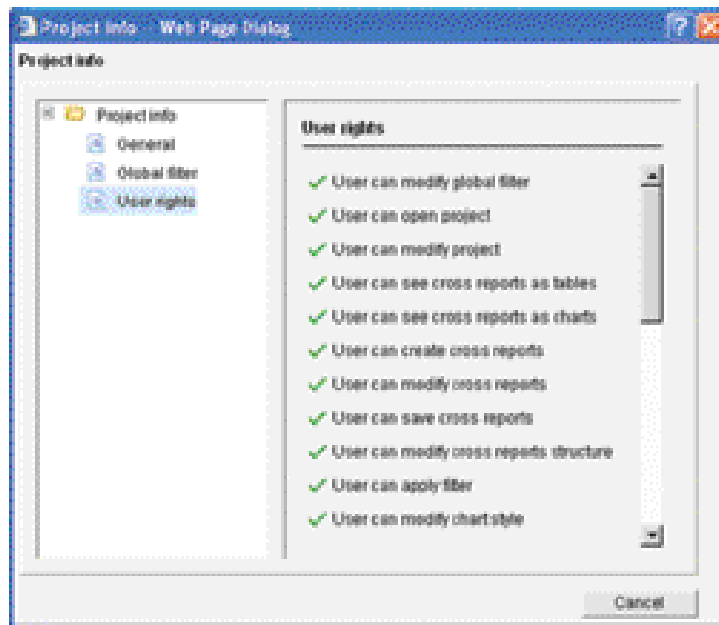 Project info -- Web Page Dialog
Project info
Project info
General
Global filter
User rights
User rights
User can modify global filter
User can open project
User can modify project
User can see cross reports as tables
User can see cross reports as charts
User can create cross reports
User can modify cross reports
User can save cross reports
User can modify cross reports structure
User can apply filter
User can modify chart style
Cancel